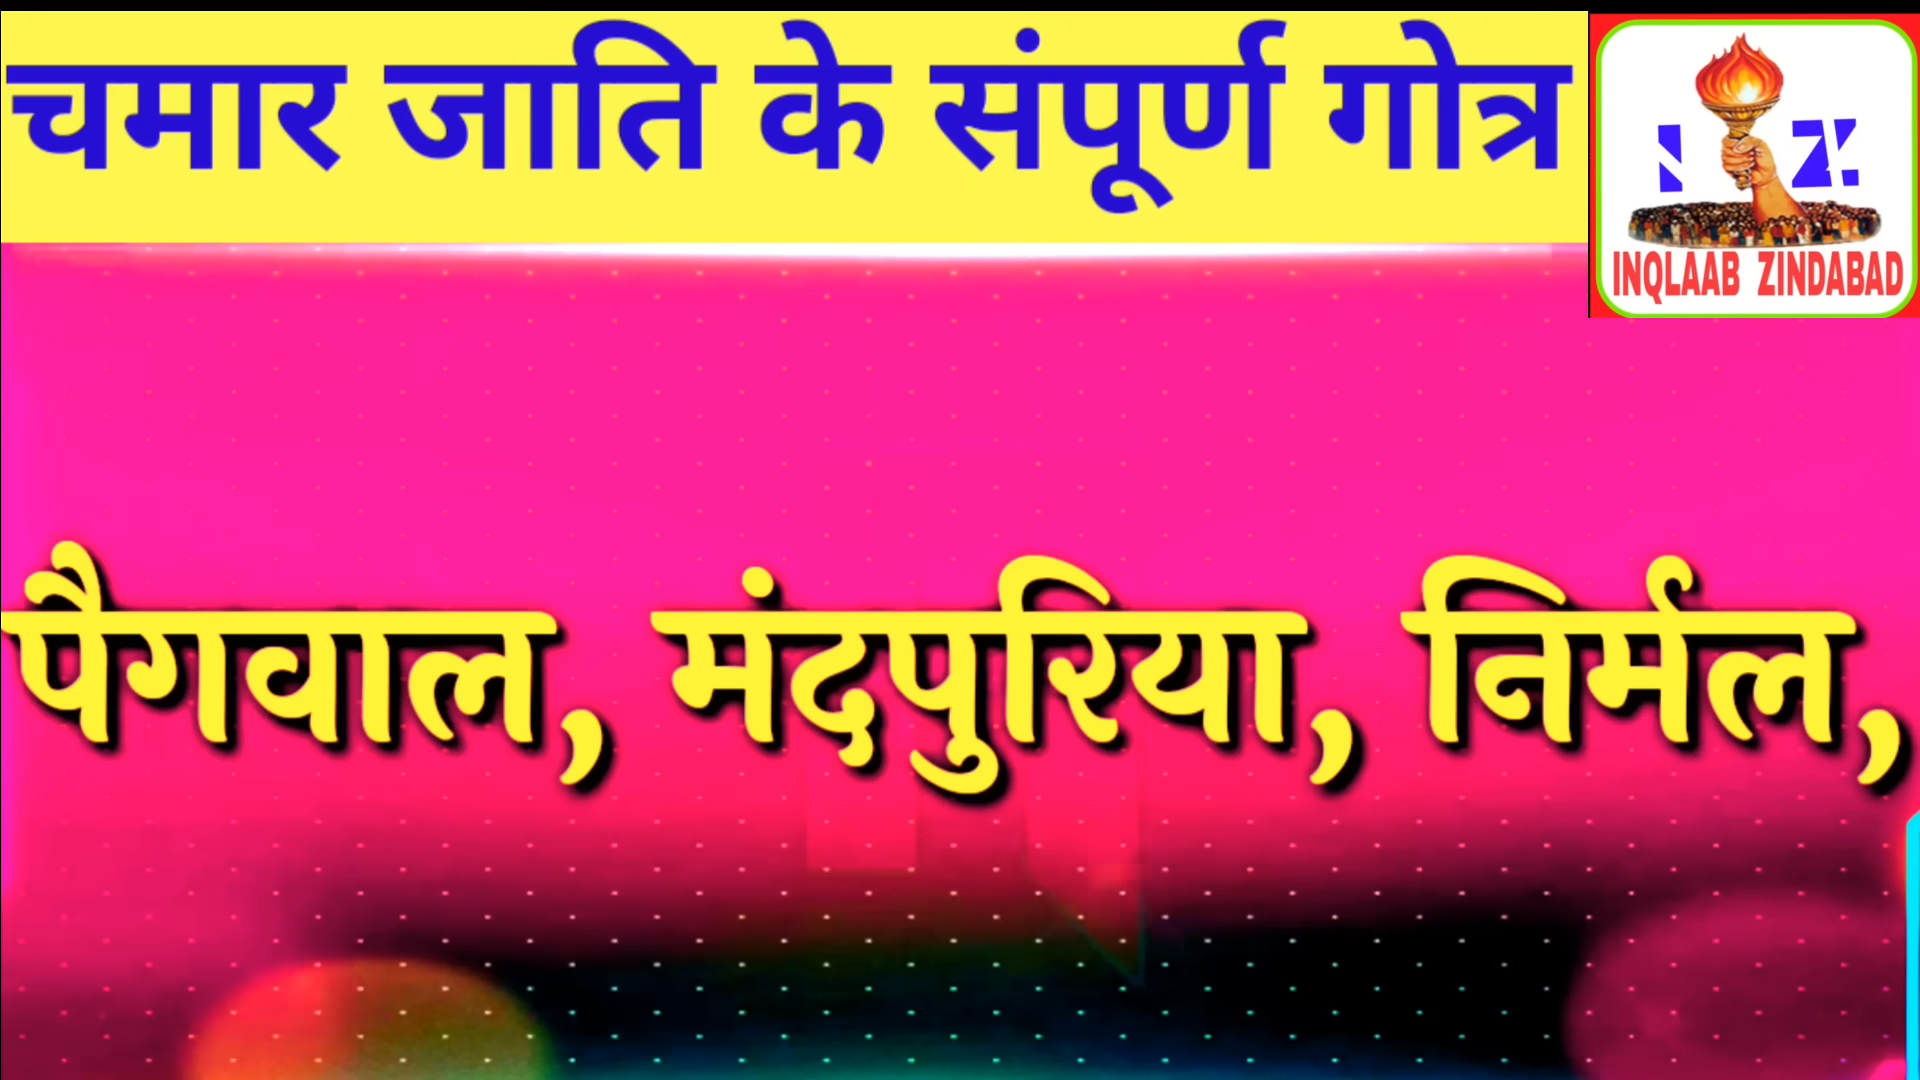 चमार जाति के संपूर्ण गोत्र
I Z
INQLAAB ZINDABAD
पैगवाल, मंदपुरिया, निर्मल,